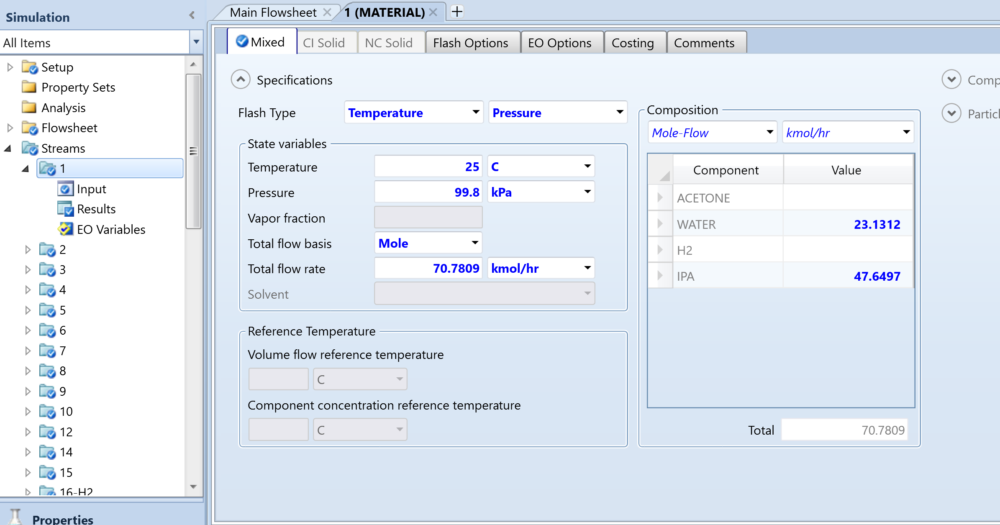 Simulation
All Items
Setup
Property Sets
Analysis
Flowsheet
Streams
1
Input
Results
EO Variables
2
3
4
5
6
7
8
9
10
12
14
15
16-H2
Properties
Main Flowsheet
1 (MATERIAL)
Mixed
CI Solid
NC Solid
Flash Options
EO Options
Costing
Comments
Specifications
Flash Type
Temperature
Pressure
State variables
Temperature 25 C
Pressure 99.8 kPa
Vapor fraction
Total flow basis Mole
Total flow rate 70.7809 kmol/hr
Solvent
Reference Temperature
Volume flow reference temperature
C
Component concentration reference temperature
C
Composition
Mole-Flow kmol/hr
Component Value
ACETONE
WATER 23.1312
H2
IPA 47.6497
Total 70.7809
Comp
Particl